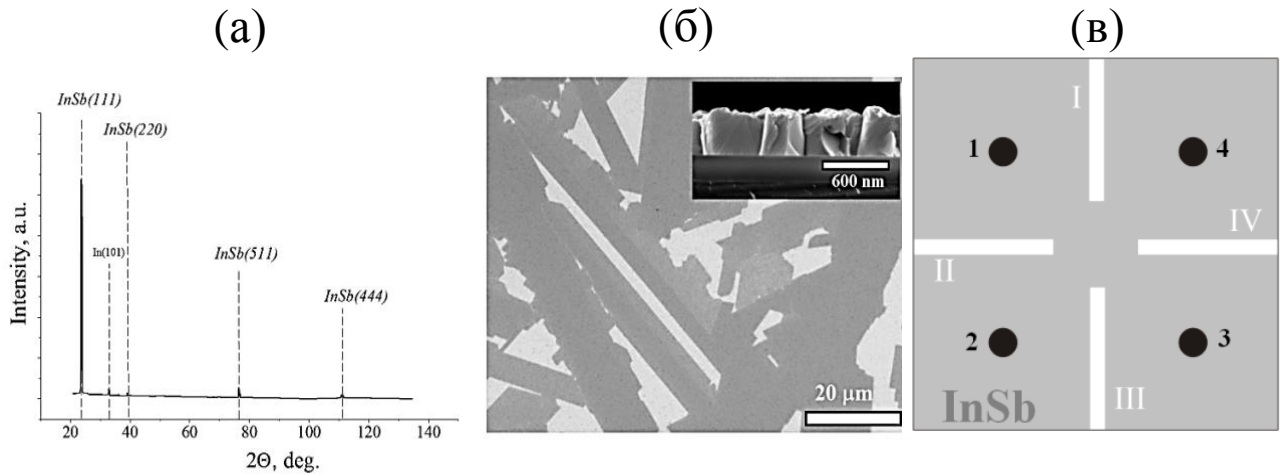 (а)
Intensity, a.u.
InSb(111)
InSb(220)
In(101)
InSb(511)
InSb(444)
20 40 60 80 100 120 140
2Θ, deg.
(б)
600 nm
20 μm
(в)
I
1
4
IV
II
2
3
III
InSb